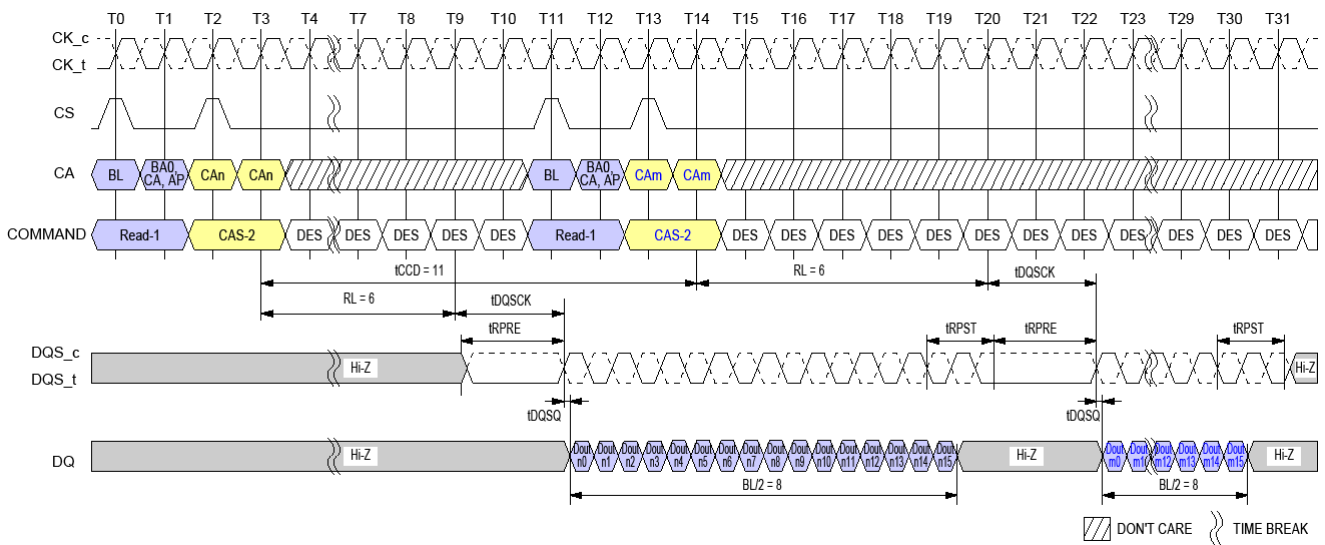 T0 T1 T2 T3 T4 T7 T8 T9 T10 T11 T12 T13 T14 T15 T16 T17 T18 T19 T20 T21 T22 T23 T29 T30 T31
CK_c
CK_t
CS
CA BL BA0, CA, AP CAn CAn BL BA0, CA, AP CAm CAm
COMMAND Read-1 CAS-2 DES DES DES DES DES Read-1 CAS-2 DES DES DES DES DES DES DES DES DES DES DES DES
tCCD = 11 RL = 6 tDQSCK
RL = 6 tDQSCK
tRPRE tRPST tRPRE tRPST
DQS_c
DQS_t
Hi-Z Hi-Z
tDQSQ tDQSQ
DQ Hi-Z Dout n0 Dout n1 Dout n2 Dout n3 Dout n4 Dout n5 Dout n6 Dout n7 Dout n8 Dout n9 Dout n10 Dout n11 Dout n12 Dout n13 Dout n14 Dout n15 Hi-Z Dout m0 Dout m1 Dout m12 Dout m13 Dout m14 Dout m15 Hi-Z
BL/2 = 8 BL/2 = 8
DON'T CARE TIME BREAK